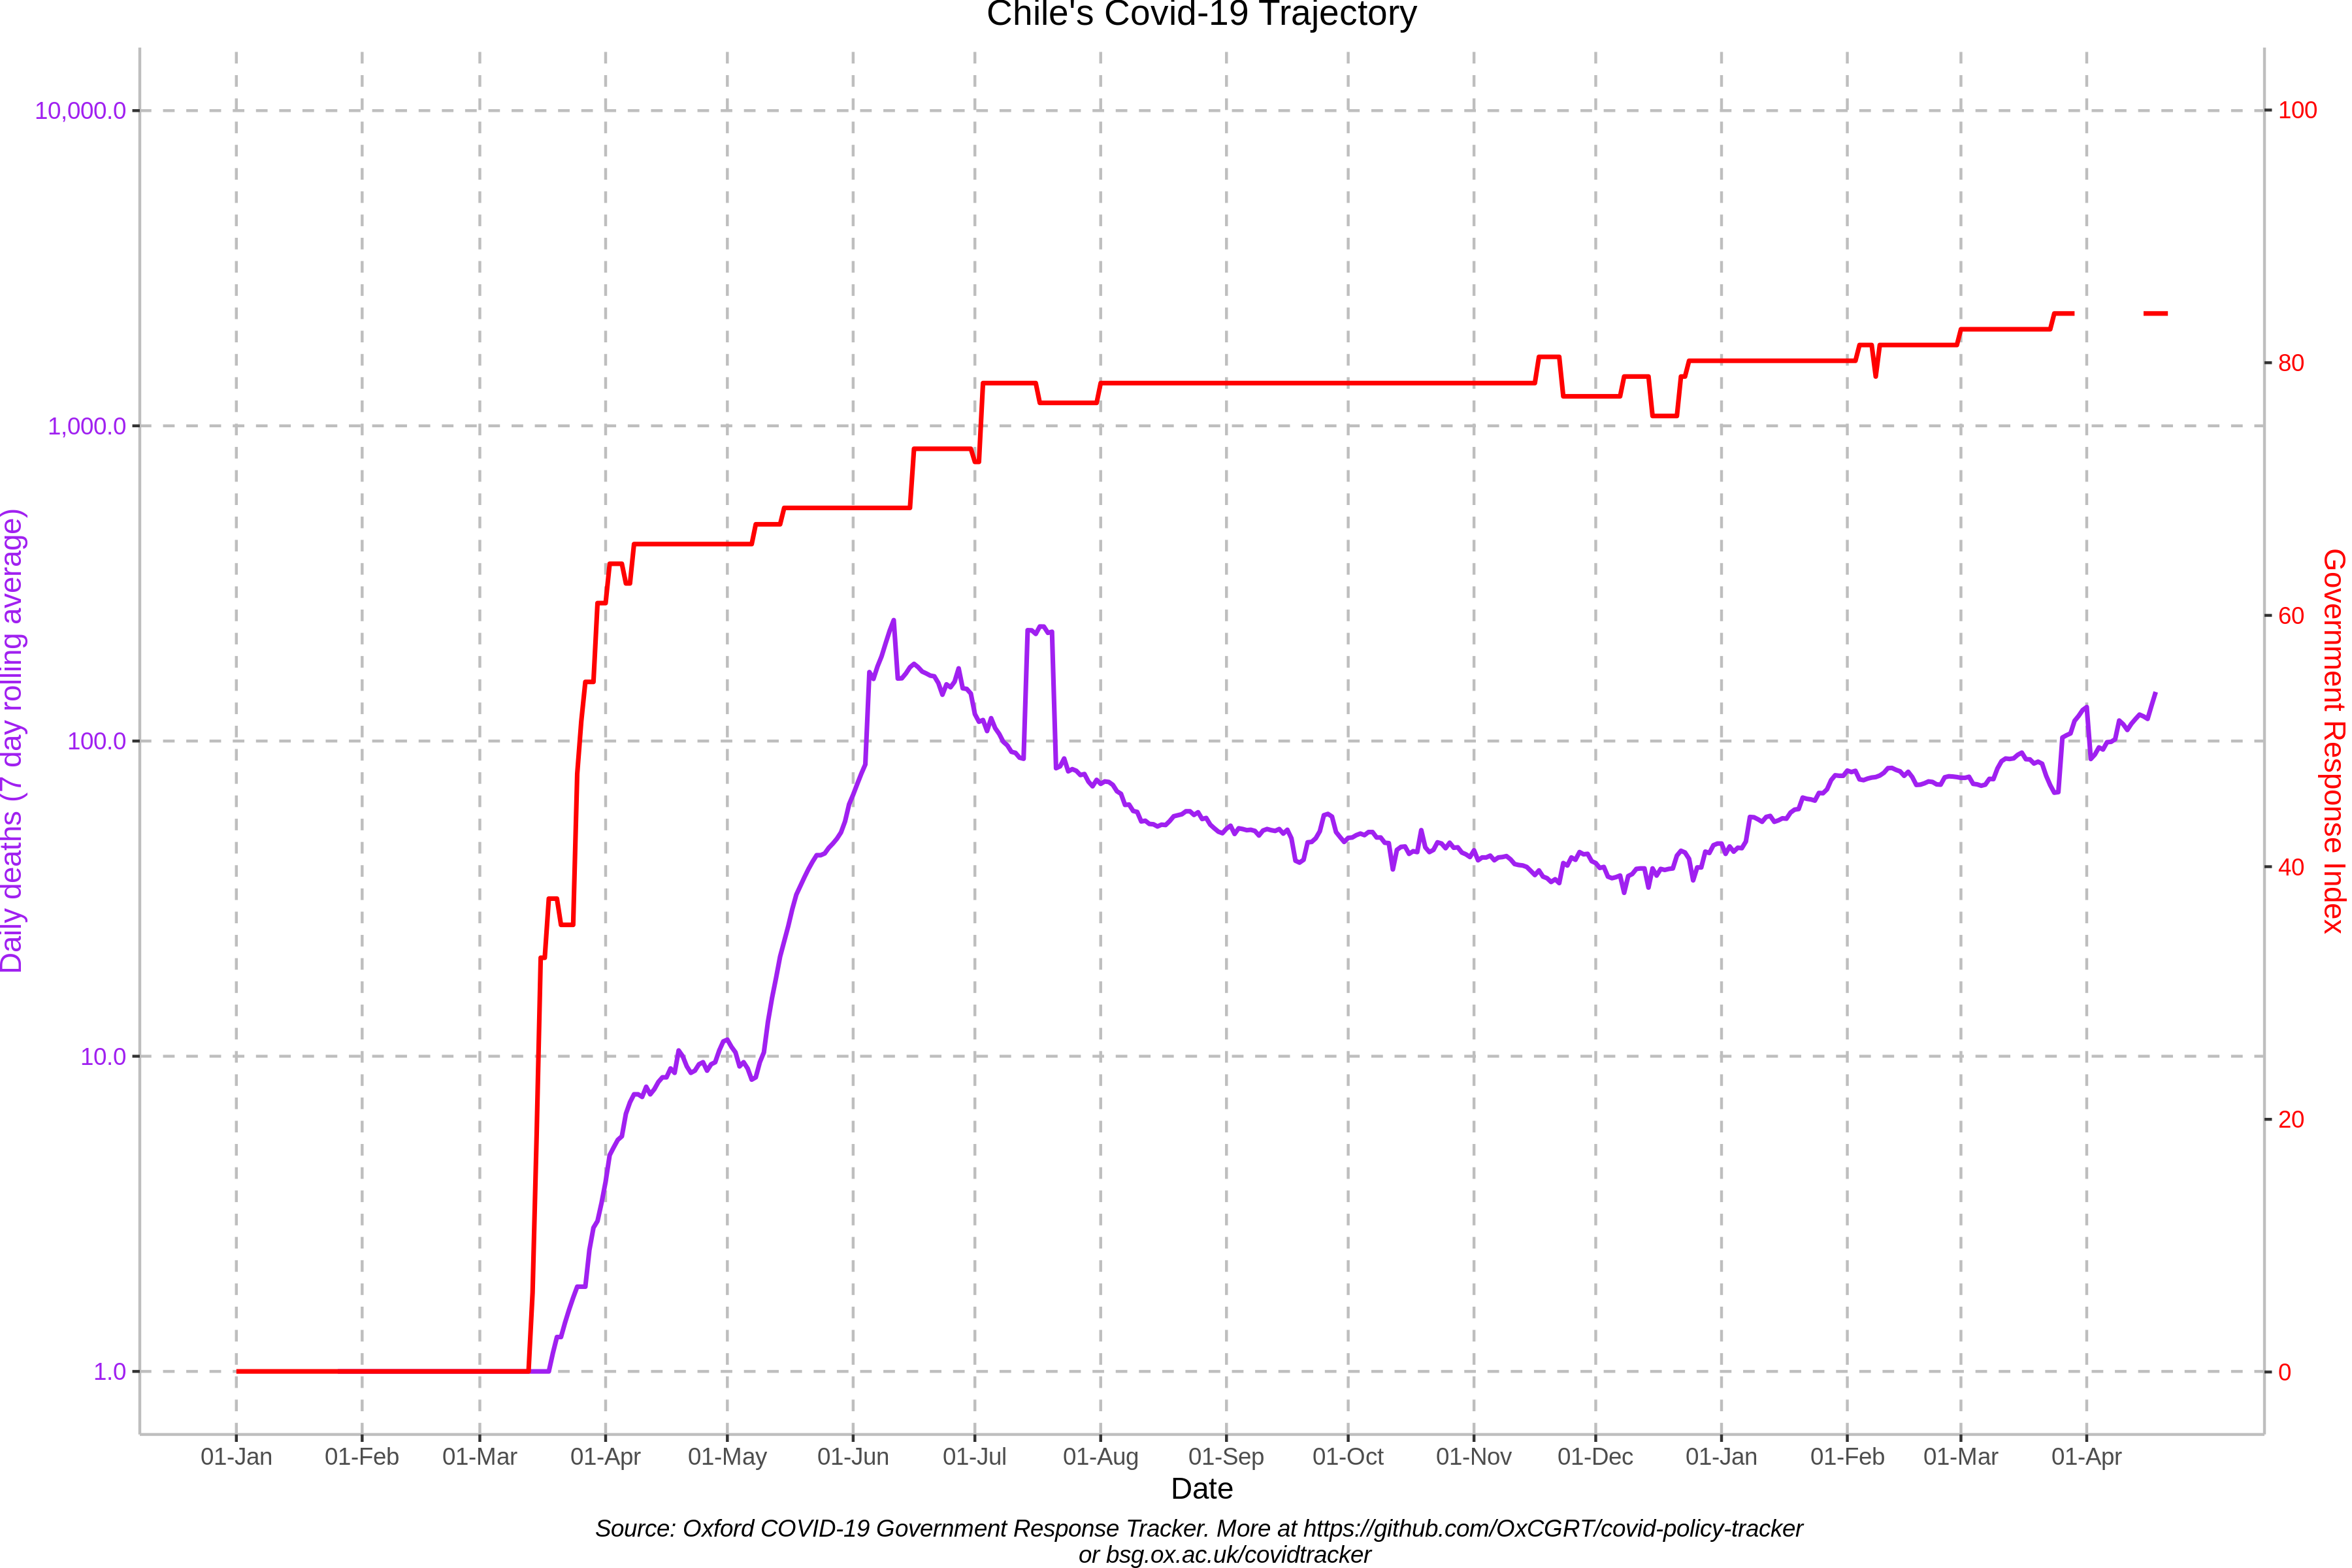 Chile's Covid-19 Trajectory
10,000.0
1,000.0
100.0
10.0
1.0
Daily deaths (7 day rolling average)
100
80
60
40
20
0
Government Response Index
01-Jan 01-Feb 01-Mar 01-Apr 01-May 01-Jun 01-Jul 01-Aug 01-Sep 01-Oct 01-Nov 01-Dec 01-Jan 01-Feb 01-Mar 01-Apr
Date
Source: Oxford COVID-19 Government Response Tracker. More at https://github.com/OxCGRT/covid-policy-tracker
or bsg.ox.ac.uk/covidtracker